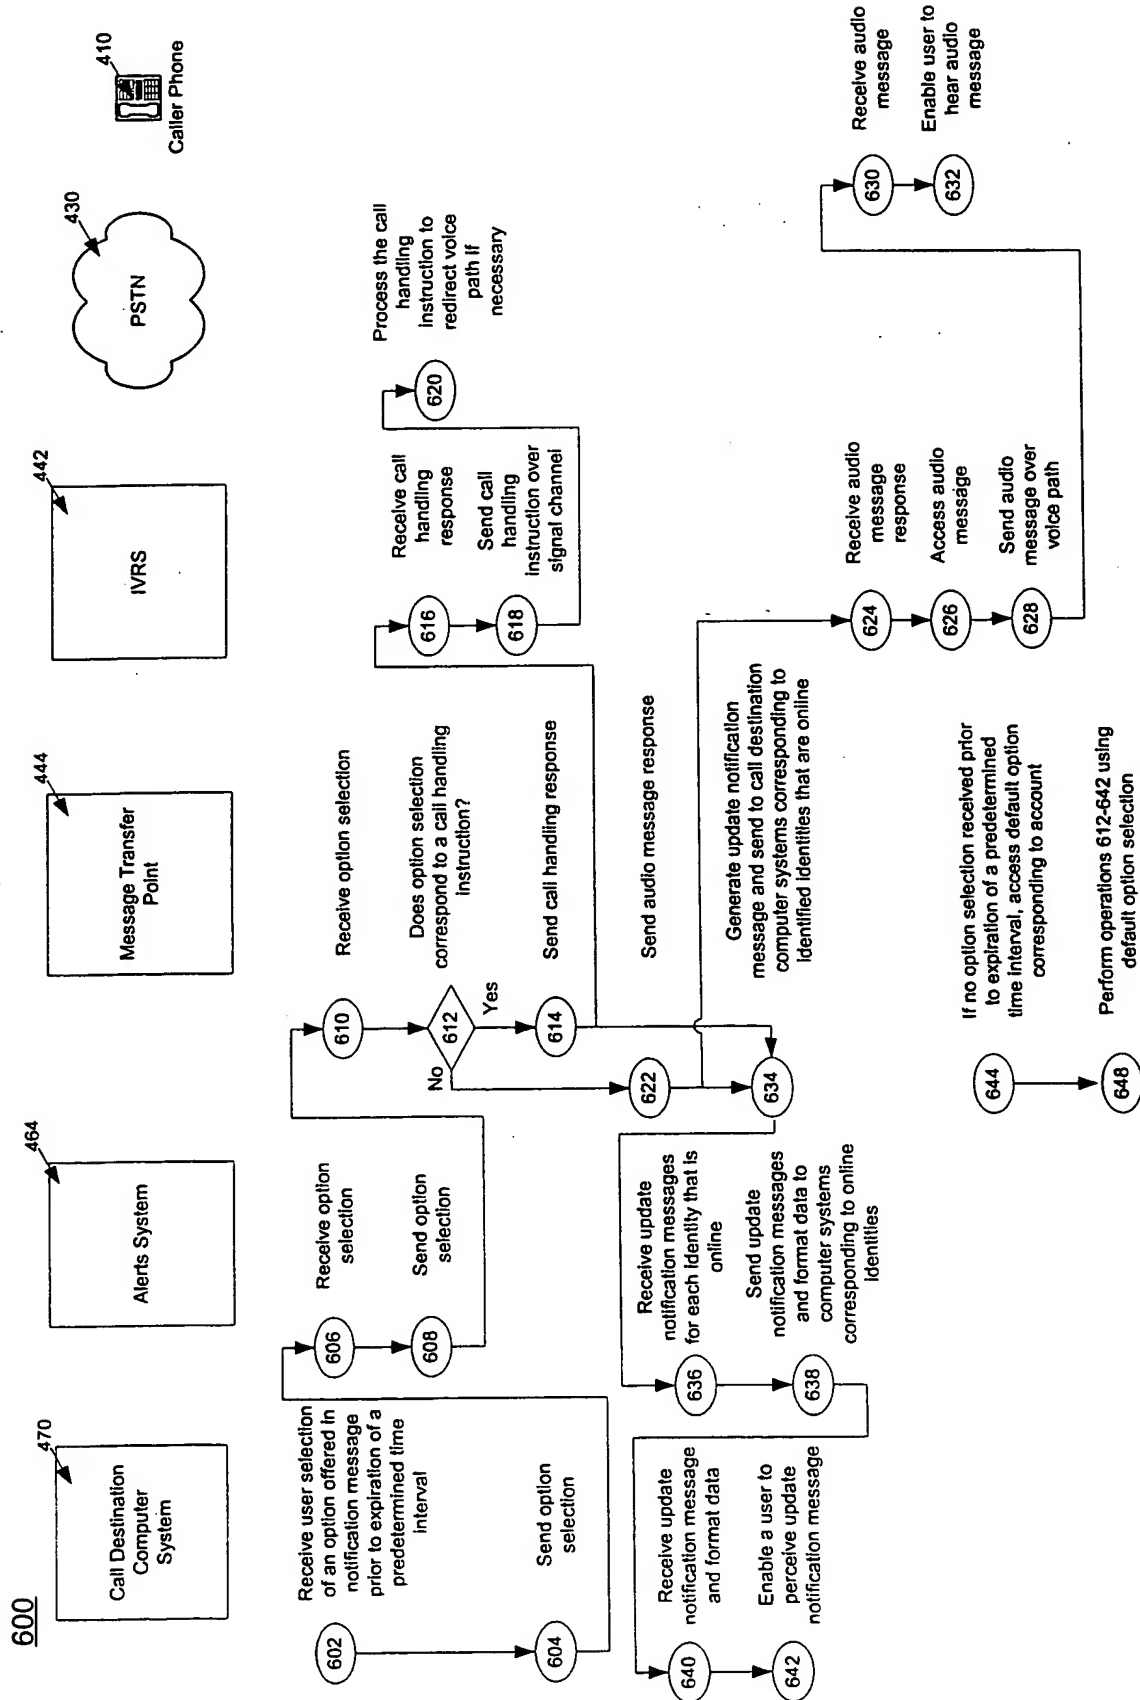 600
470
Call Destination
Computer
System
464
Alerts System
444
Message Transfer
Point
442
IVRS
430
PSTN
410
Caller Phone
602
Receive user selection
of an option offered in
notification message
prior to expiration of a
predetermined time
interval
604
Send option
selection
606
Receive option
selection
608
Send option
selection
610
Receive option selection
612
Does option selection
correspond to a call handling
instruction?
No
Yes
614
Send call handling response
616
Receive call
handling
response
618
Send call
handling
instruction over
signal channel
620
Process the call
handling
instruction to
redirect voice
path if
necessary
622
Send audio message response
634
Generate update notification
message and send to call destination
computer systems corresponding to
identified identities that are online
624
Receive audio
message
response
626
Access audio
message
628
Send audio
message over
voice path
630
Receive audio
message
632
Enable user to
hear audio
message
636
Receive update
notification messages
for each identity that is
online
638
Send update
notification messages
and format data to
computer systems
corresponding to online
identities
640
Receive update
notification message
and format data
642
Enable a user to
perceive update
notification message
644
If no option selection received prior
to expiration of a predetermined
time interval, access default option
corresponding to account
648
Perform operations 612-642 using
default option selection